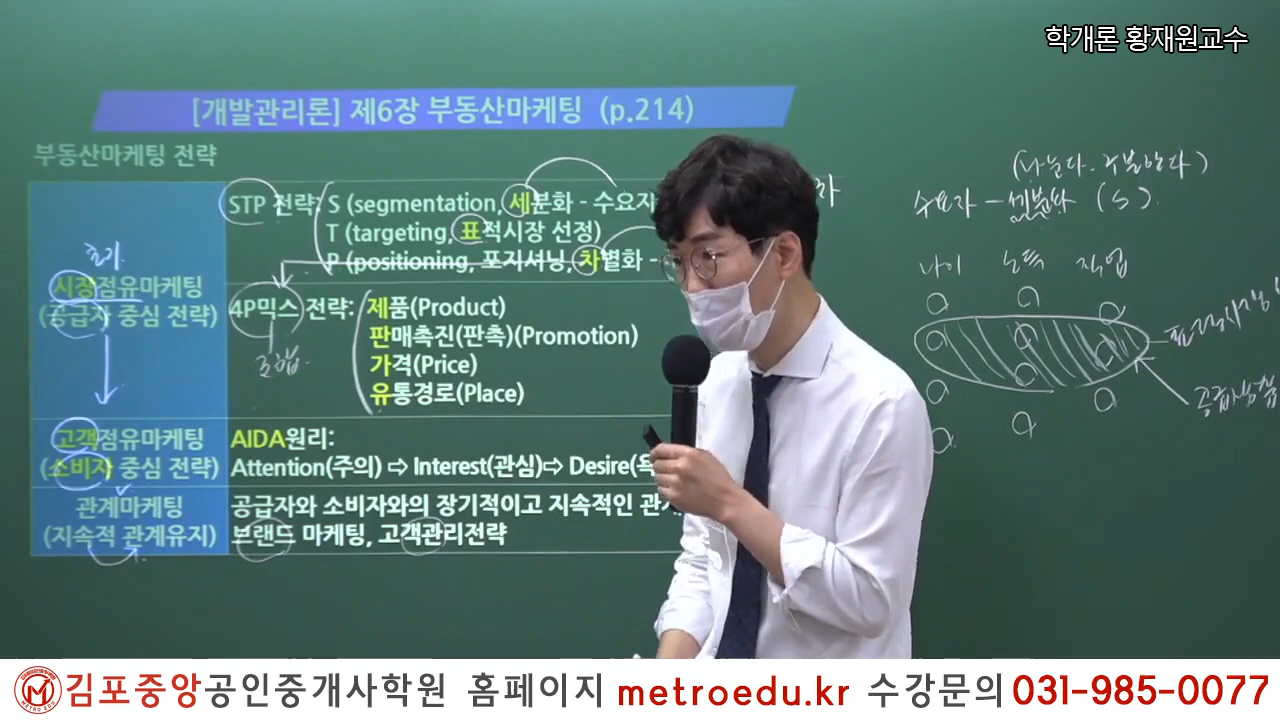 학개론 황재원교수
[개발관리론] 제6장 부동산마케팅 (p.214)
부동산마케팅 전략
시장점유마케팅
(공급자 중심 전략)
STP 전략:
S (segmentation, 세분화 - 수요자
T (targeting, 표적시장 선정)
P (positioning, 포지셔닝, 차별화 -
4P믹스 전략:
제품(Product)
판매촉진(판촉)(Promotion)
가격(Price)
유통경로(Place)
고객점유마케팅
(소비자 중심 전략)
AIDA원리:
Attention(주의) ⇨ Interest(관심)⇨ Desire(욕
관계마케팅
(지속적 관계유지)
공급자와 소비자와의 장기적이고 지속적인 관계
브랜드 마케팅, 고객관리전략
(나눈다. 구분한다)
수요자 - 세분화 (S).
나이 소득 직업
김포중앙공인중개사학원 홈페이지 metroedu.kr 수강문의 031-985-0077